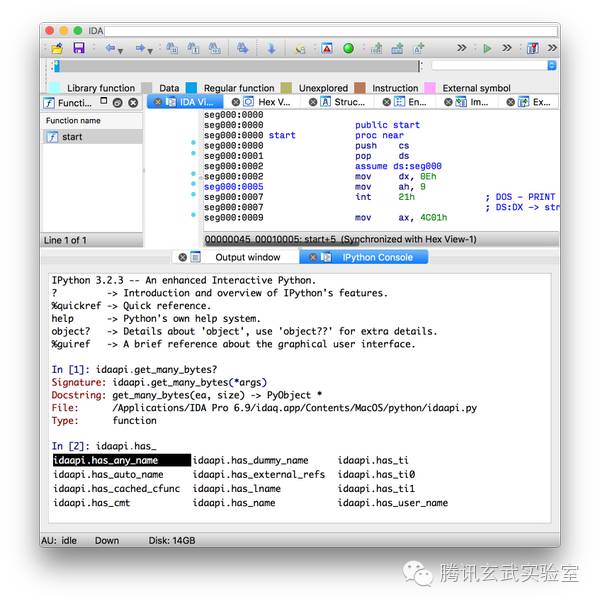 IDA
Library function Data Regular function Unexplored Instruction External symbol
Functi... IDA Vi... Hex V... Struc... En... Im... Ex...
Function name
start
Line 1 of 1
seg000:0000
seg000:0000 public start
seg000:0000 start proc near
seg000:0000 push cs
seg000:0001 pop ds
seg000:0002 assume ds:seg000
seg000:0002 mov dx, 0Eh
seg000:0005 mov ah, 9
seg000:0007 int 21h ; DOS - PRINT
seg000:0007 ; DS:DX -> str
seg000:0009 mov ax, 4C01h
00000045 00010005: start+5 (Synchronized with Hex View-1)
Output window IPython Console
IPython 3.2.3 -- An enhanced Interactive Python.
? -> Introduction and overview of IPython's features.
%quickref -> Quick reference.
help -> Python's own help system.
object? -> Details about 'object', use 'object??' for extra details.
%guiref -> A brief reference about the graphical user interface.
In [1]: idaapi.get_many_bytes?
Signature: idaapi.get_many_bytes(*args)
Docstring: get_many_bytes(ea, size) -> PyObject *
File: /Applications/IDA Pro 6.9/idaq.app/Contents/MacOS/python/idaapi.py
Type: function
In [2]: idaapi.has_
idaapi.has_any_name idaapi.has_dummy_name idaapi.has_ti
idaapi.has_auto_name idaapi.has_external_refs idaapi.has_ti0
idaapi.has_cached_cfunc idaapi.has_lname idaapi.has_ti1
idaapi.has_cmt idaapi.has_name idaapi.has_user_name
AU: idle Down Disk: 14GB
腾讯玄武实验室